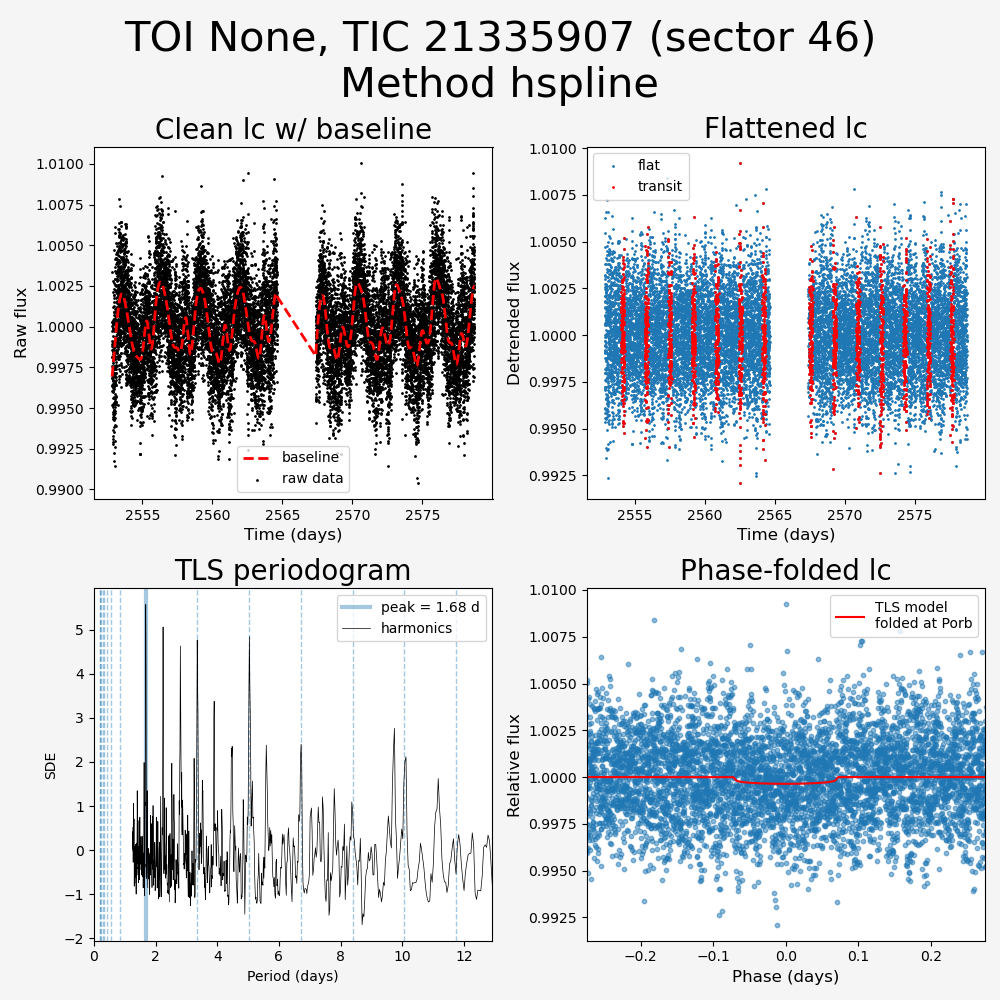 TOI None, TIC 21335907 (sector 46)
Method hspline
Clean lc w/ baseline
1.0100
1.0075
1.0050
1.0025
1.0000
0.9975
0.9950
0.9925
0.9900
Raw flux
baseline
raw data
2555
2560
2565
2570
2575
Time (days)
Flattened lc
flat
transit
1.0100
1.0075
1.0050
1.0025
1.0000
0.9975
0.9950
0.9925
Detrended flux
2555
2560
2565
2570
2575
Time (days)
TLS periodogram
peak = 1.68 d
harmonics
5
4
3
2
1
0
−1
−2
SDE
0
2
4
6
8
10
12
Period (days)
Phase-folded lc
TLS model
folded at Porb
1.0100
1.0075
1.0050
1.0025
1.0000
0.9975
0.9950
0.9925
Relative flux
−0.2
−0.1
0.0
0.1
0.2
Phase (days)